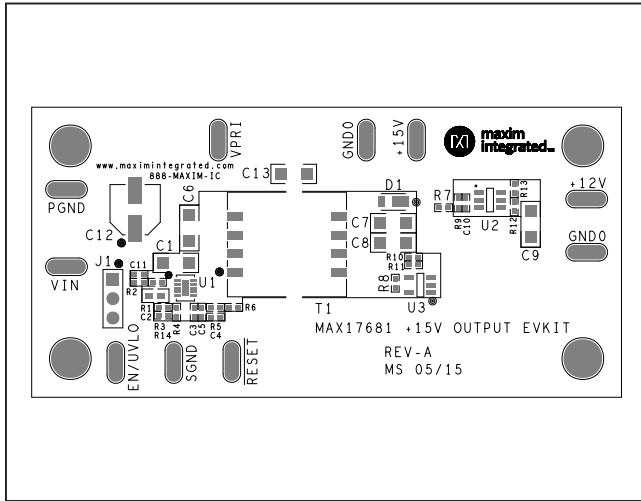 VPRI
GNDO
+15V
maxim
integrated™
www.maximintegrated.com
888-MAXIM-IC
C13
PGND
C6
D1
R7
R13
+12V
C7
C12
C8
R9
C10
U2
R12
C9
GNDO
C1
J1
C11
R2
VIN
U1
R10
R11
R8
U3
R1
C2
R3
R14
R4
C3
C5
R5
C4
R6
T1
MAX17681 +15V OUTPUT EVKIT
EN/UVLO
SGND
RESET
REV-A
MS 05/15